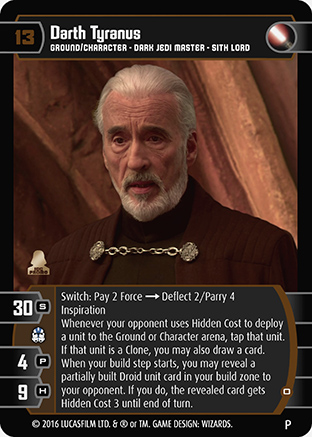 13 Darth Tyranus
GROUND/CHARACTER - DARK JEDI MASTER - SITH LORD
30 S
4 P
9 H
Switch: Pay 2 Force → Deflect 2/Parry 4
Inspiration
Whenever your opponent uses Hidden Cost to deploy
a unit to the Ground or Character arena, tap that unit.
If that unit is a Clone, you may also draw a card.
When your build step starts, you may reveal a
partially built Droid unit card in your build zone to
your opponent. If you do, the revealed card gets
Hidden Cost 3 until end of turn.
© 2016 LUCASFILM LTD. & ® or TM. GAME DESIGN: WIZARDS.
P